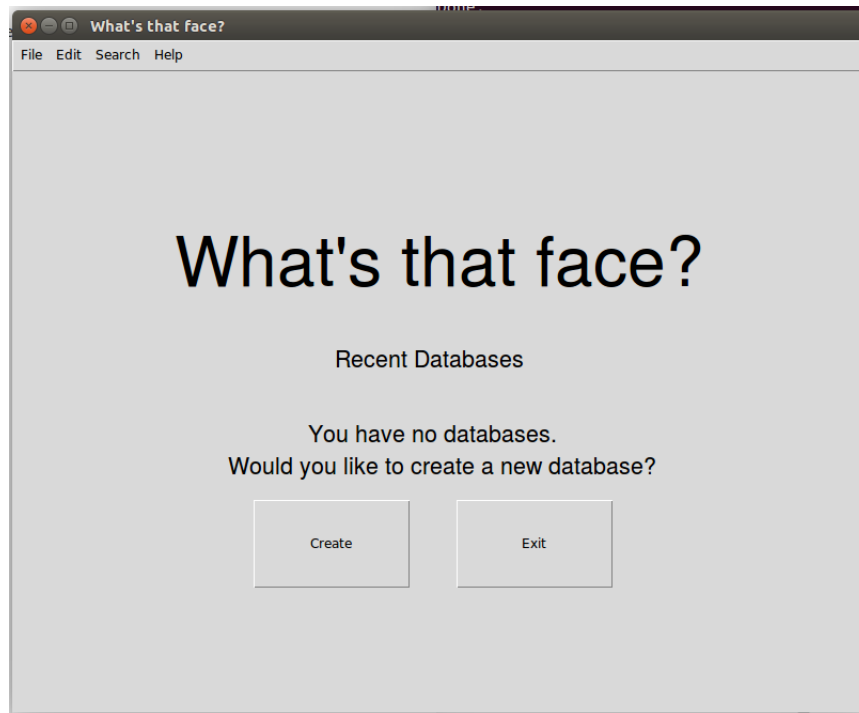 What's that face?
File Edit Search Help
What's that face?
Recent Databases
You have no databases.
Would you like to create a new database?
Create Exit